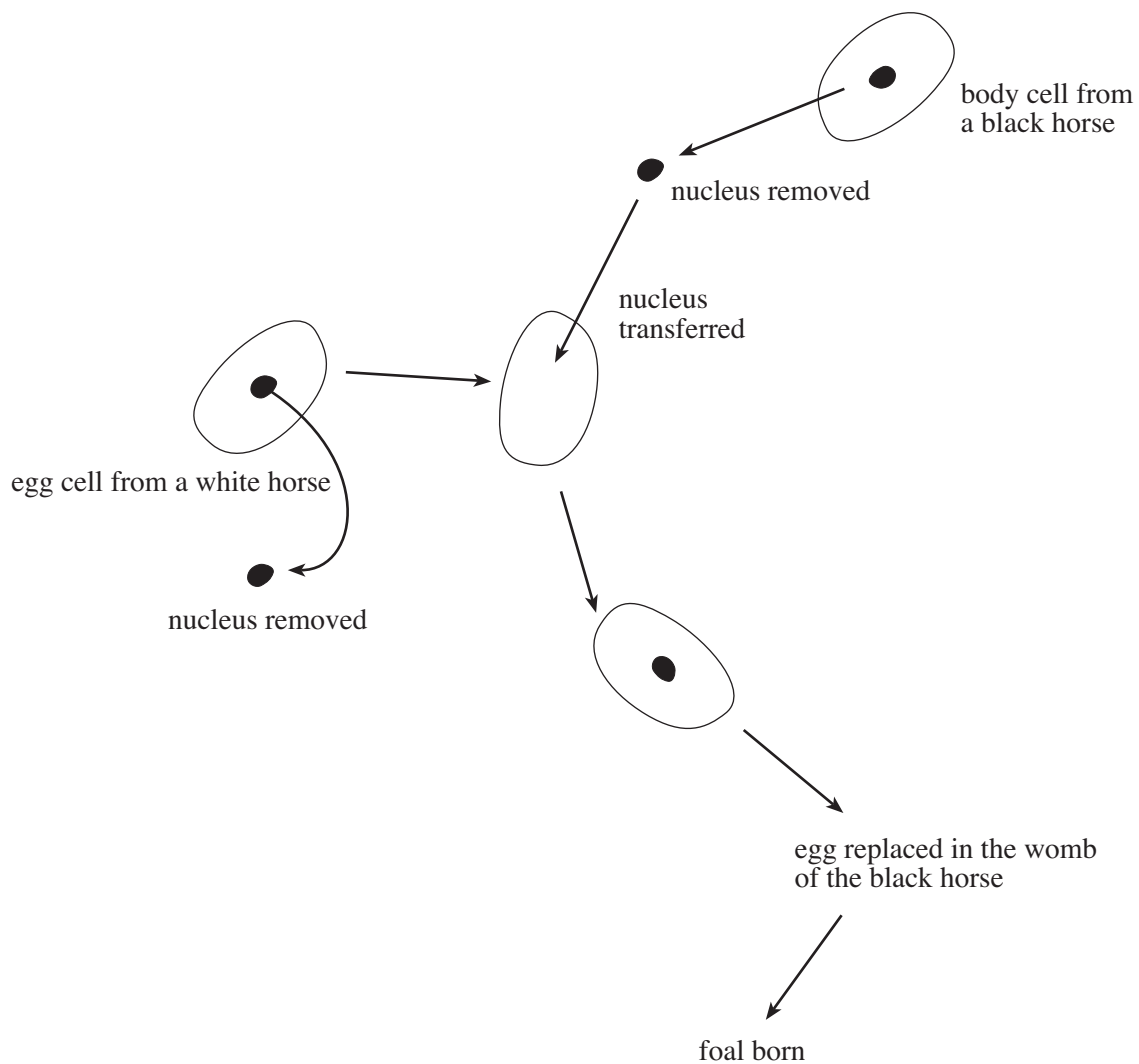 body cell from
a black horse
nucleus removed
nucleus
transferred
egg cell from a white horse
nucleus removed
egg replaced in the womb
of the black horse
foal born